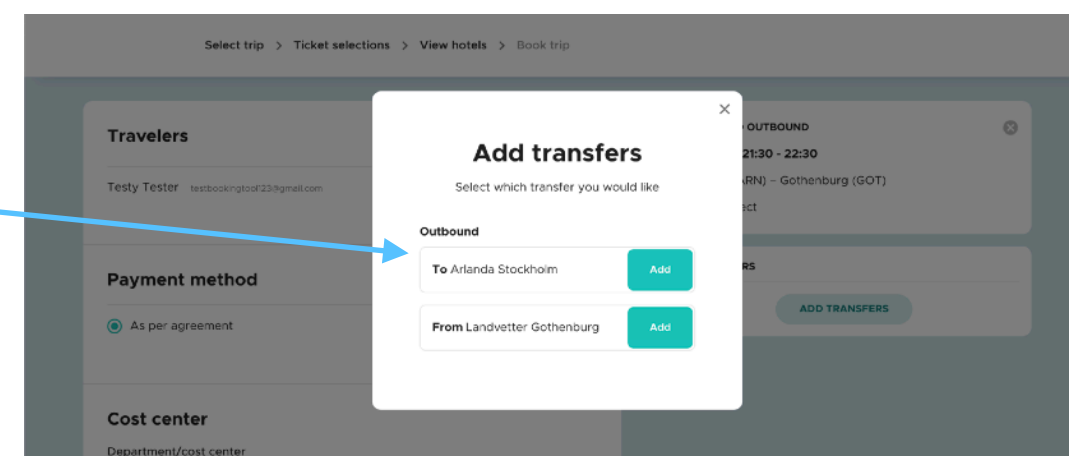 Select trip > Ticket selections > View hotels > Book trip
Travelers
Testy Tester testbookingtool123@gmail.com
Payment method
As per agreement
Cost center
Department/cost center
Add transfers
Select which transfer you would like
Outbound
To Arlanda Stockholm Add
From Landvetter Gothenburg Add
OUTBOUND
21:30 - 22:30
RN) – Gothenburg (GOT)
ect
RS
ADD TRANSFERS